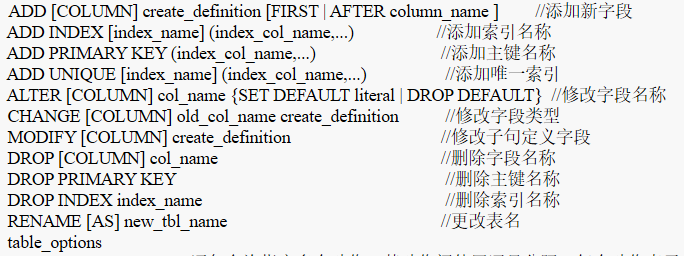 ADD [COLUMN] create_definition [FIRST | AFTER column_name ] //添加新字段
ADD INDEX [index_name] (index_col_name,...) //添加索引名称
ADD PRIMARY KEY (index_col_name,...) //添加主键名称
ADD UNIQUE [index_name] (index_col_name,...) //添加唯一索引
ALTER [COLUMN] col_name {SET DEFAULT literal | DROP DEFAULT} //修改字段名称
CHANGE [COLUMN] old_col_name create_definition //修改字段类型
MODIFY [COLUMN] create_definition //修改子句定义字段
DROP [COLUMN] col_name //删除字段名称
DROP PRIMARY KEY //删除主键名称
DROP INDEX index_name //删除索引名称
RENAME [AS] new_tbl_name //更改表名
table_options